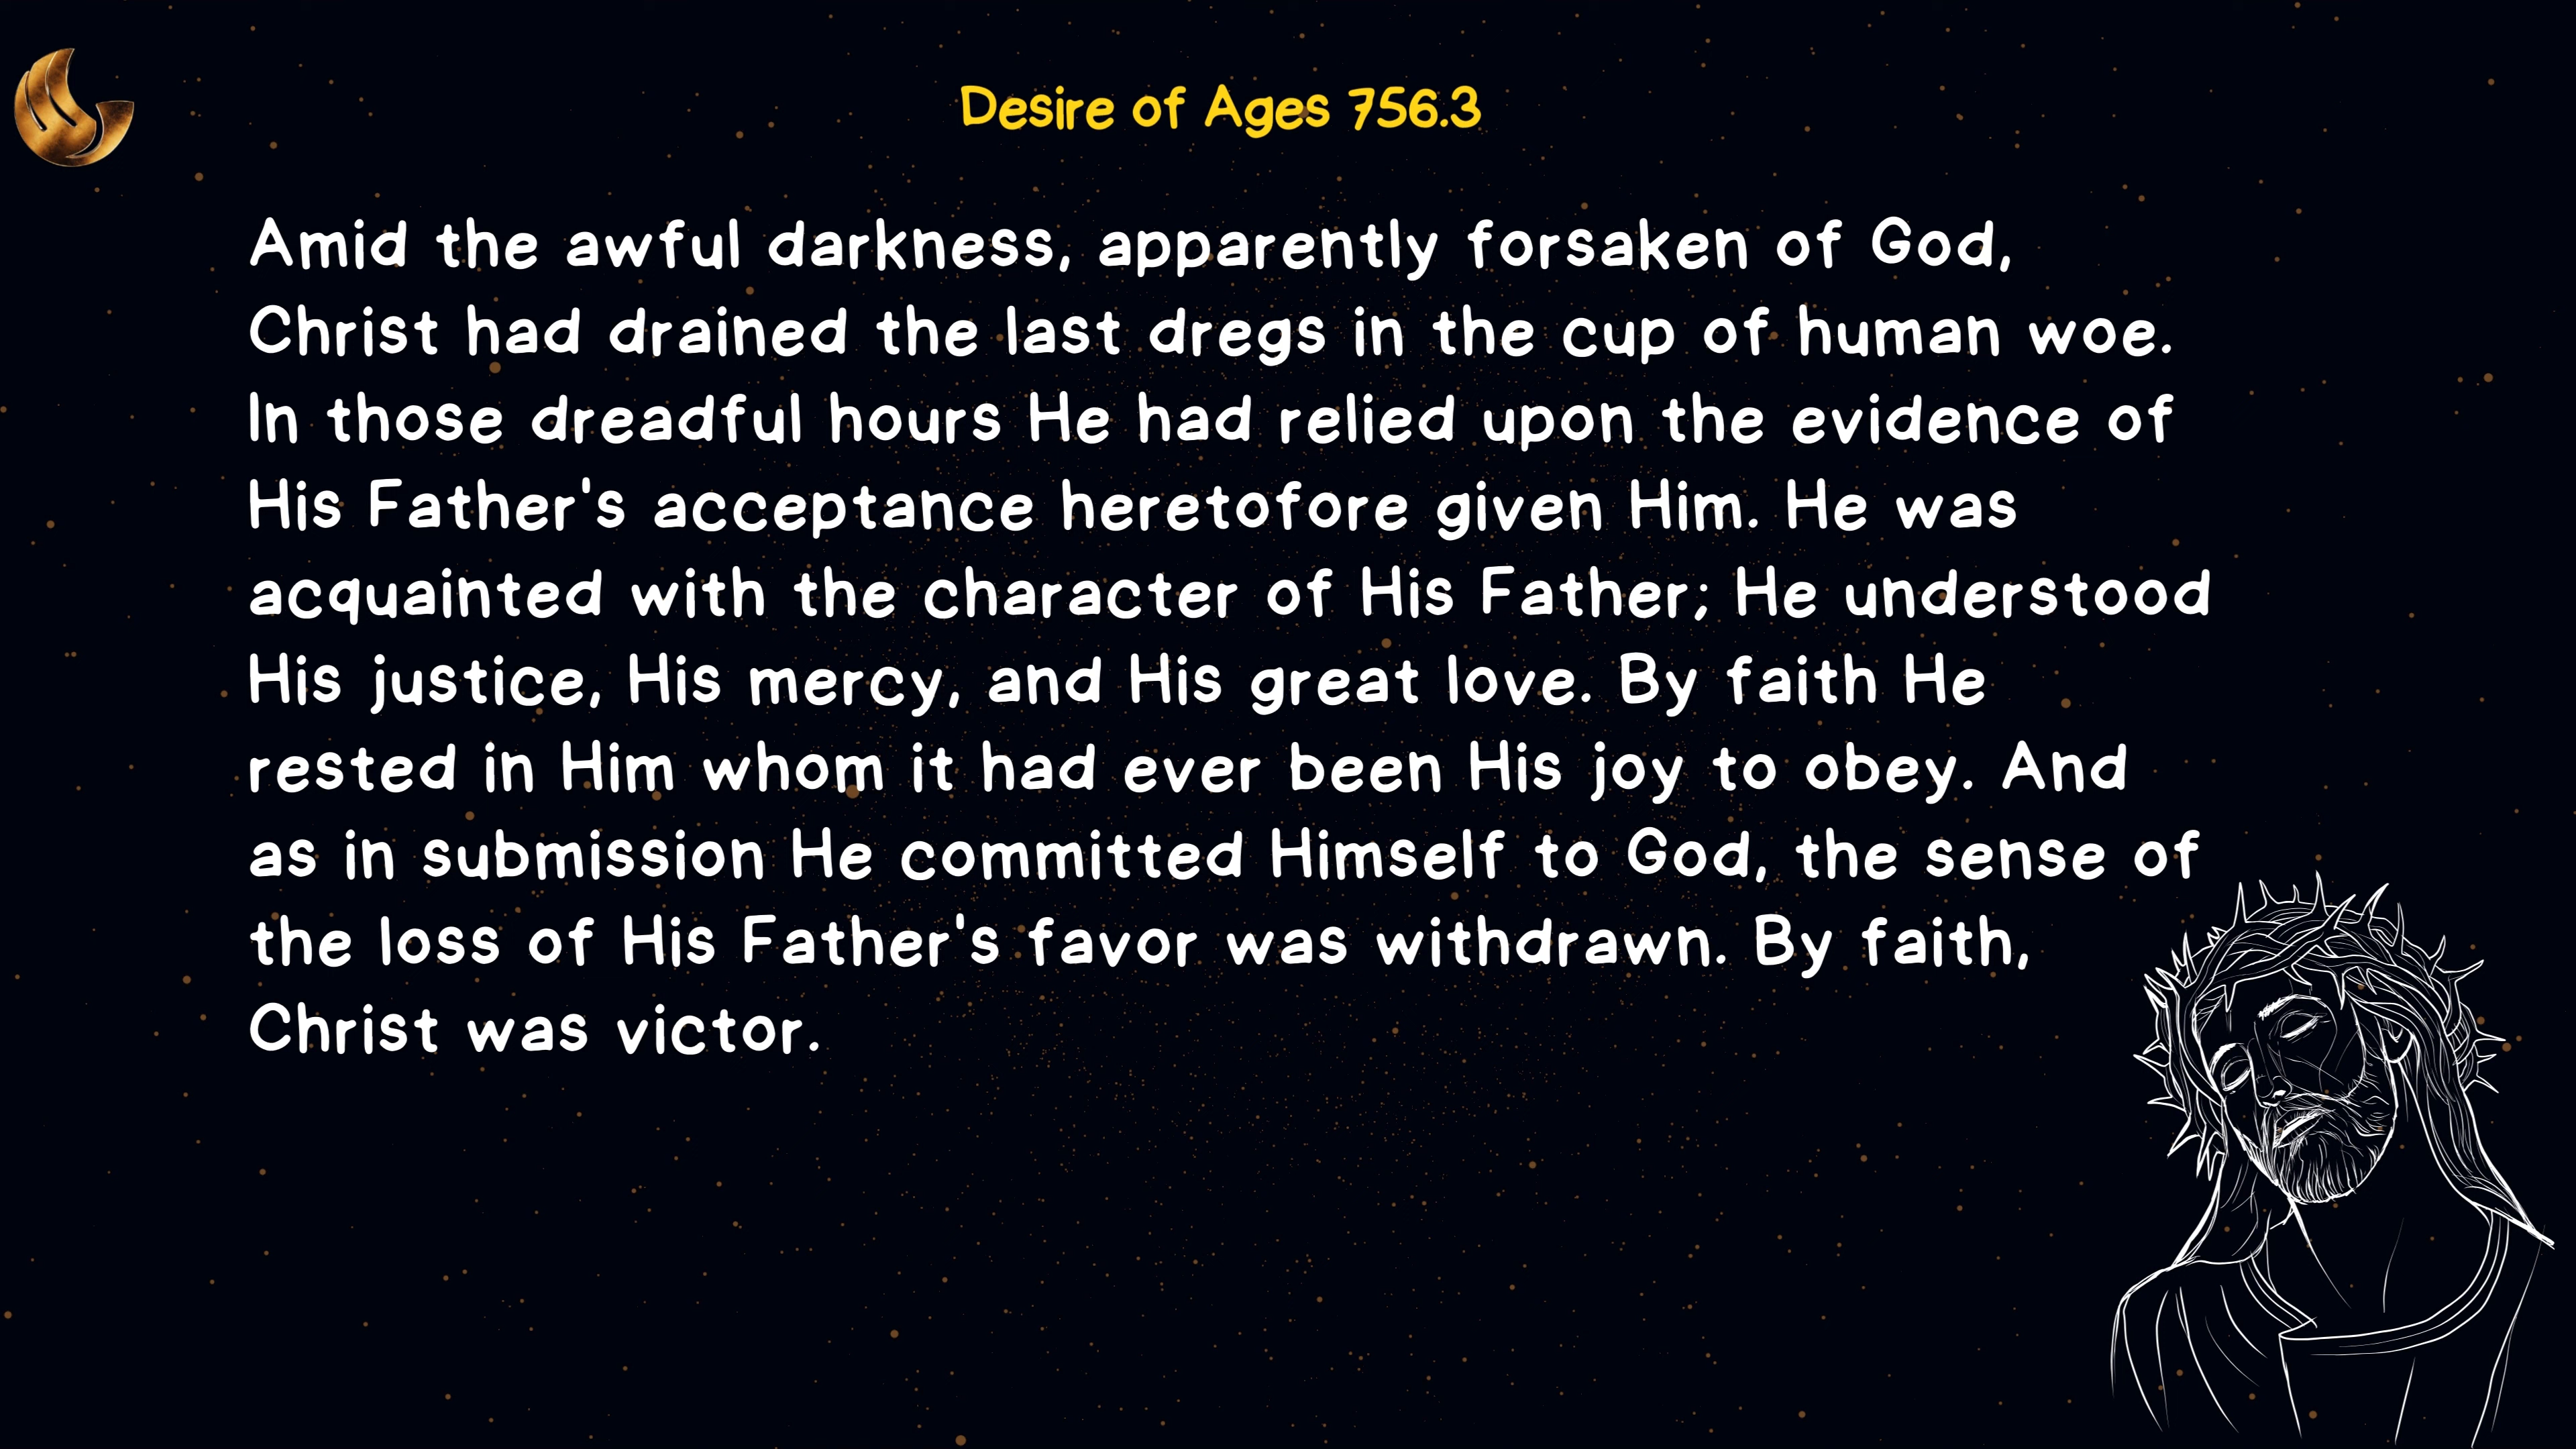 Desire of Ages 756.3
Amid the awful darkness, apparently forsaken of God,
Christ had drained the last dregs in the cup of human woe.
In those dreadful hours He had relied upon the evidence of
His Father's acceptance heretofore given Him. He was
acquainted with the character of His Father; He understood
His justice, His mercy, and His great love. By faith He
rested in Him whom it had ever been His joy to obey. And
as in submission He committed Himself to God, the sense of
the loss of His Father's favor was withdrawn. By faith,
Christ was victor.